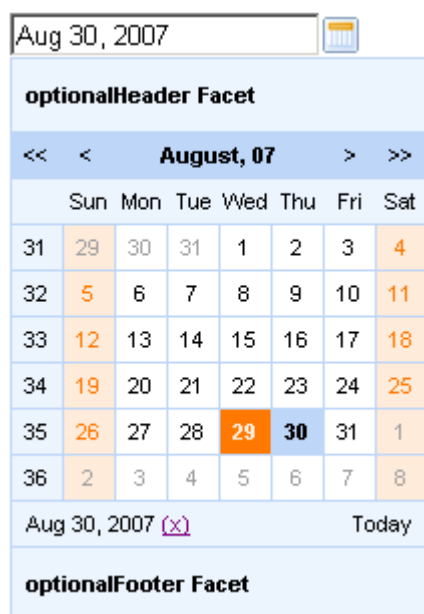 Aug 30, 2007
optionalHeader Facet
<< < August, 07 > >>
Sun Mon Tue Wed Thu Fri Sat
31 29 30 31 1 2 3 4
32 5 6 7 8 9 10 11
33 12 13 14 15 16 17 18
34 19 20 21 22 23 24 25
35 26 27 28 29 30 31 1
36 2 3 4 5 6 7 8
Aug 30, 2007 (x) Today
optionalFooter Facet